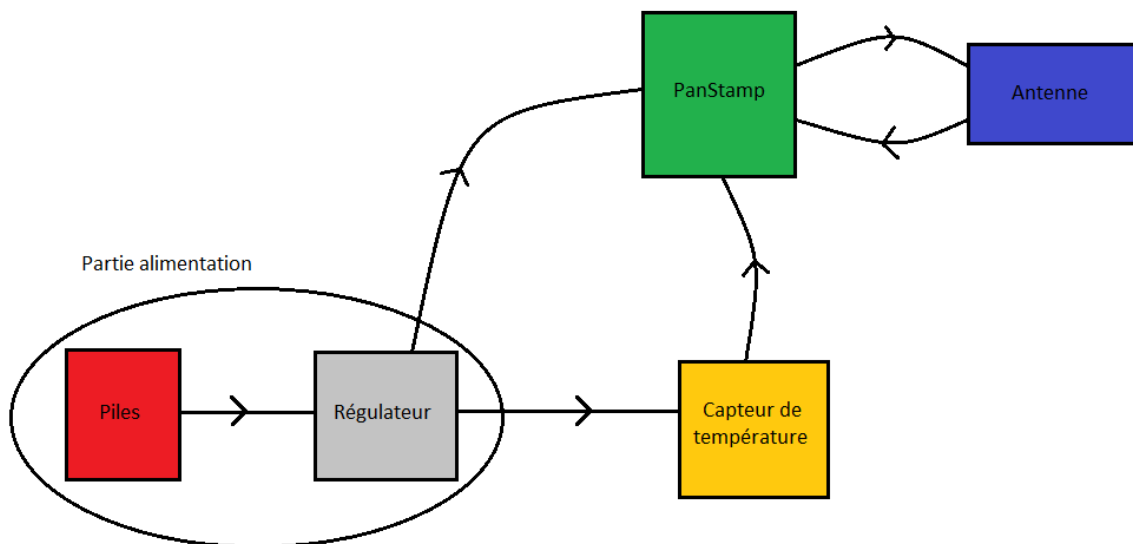 PanStamp
Antenne
Partie alimentation
Piles
Régulateur
Capteur de
température